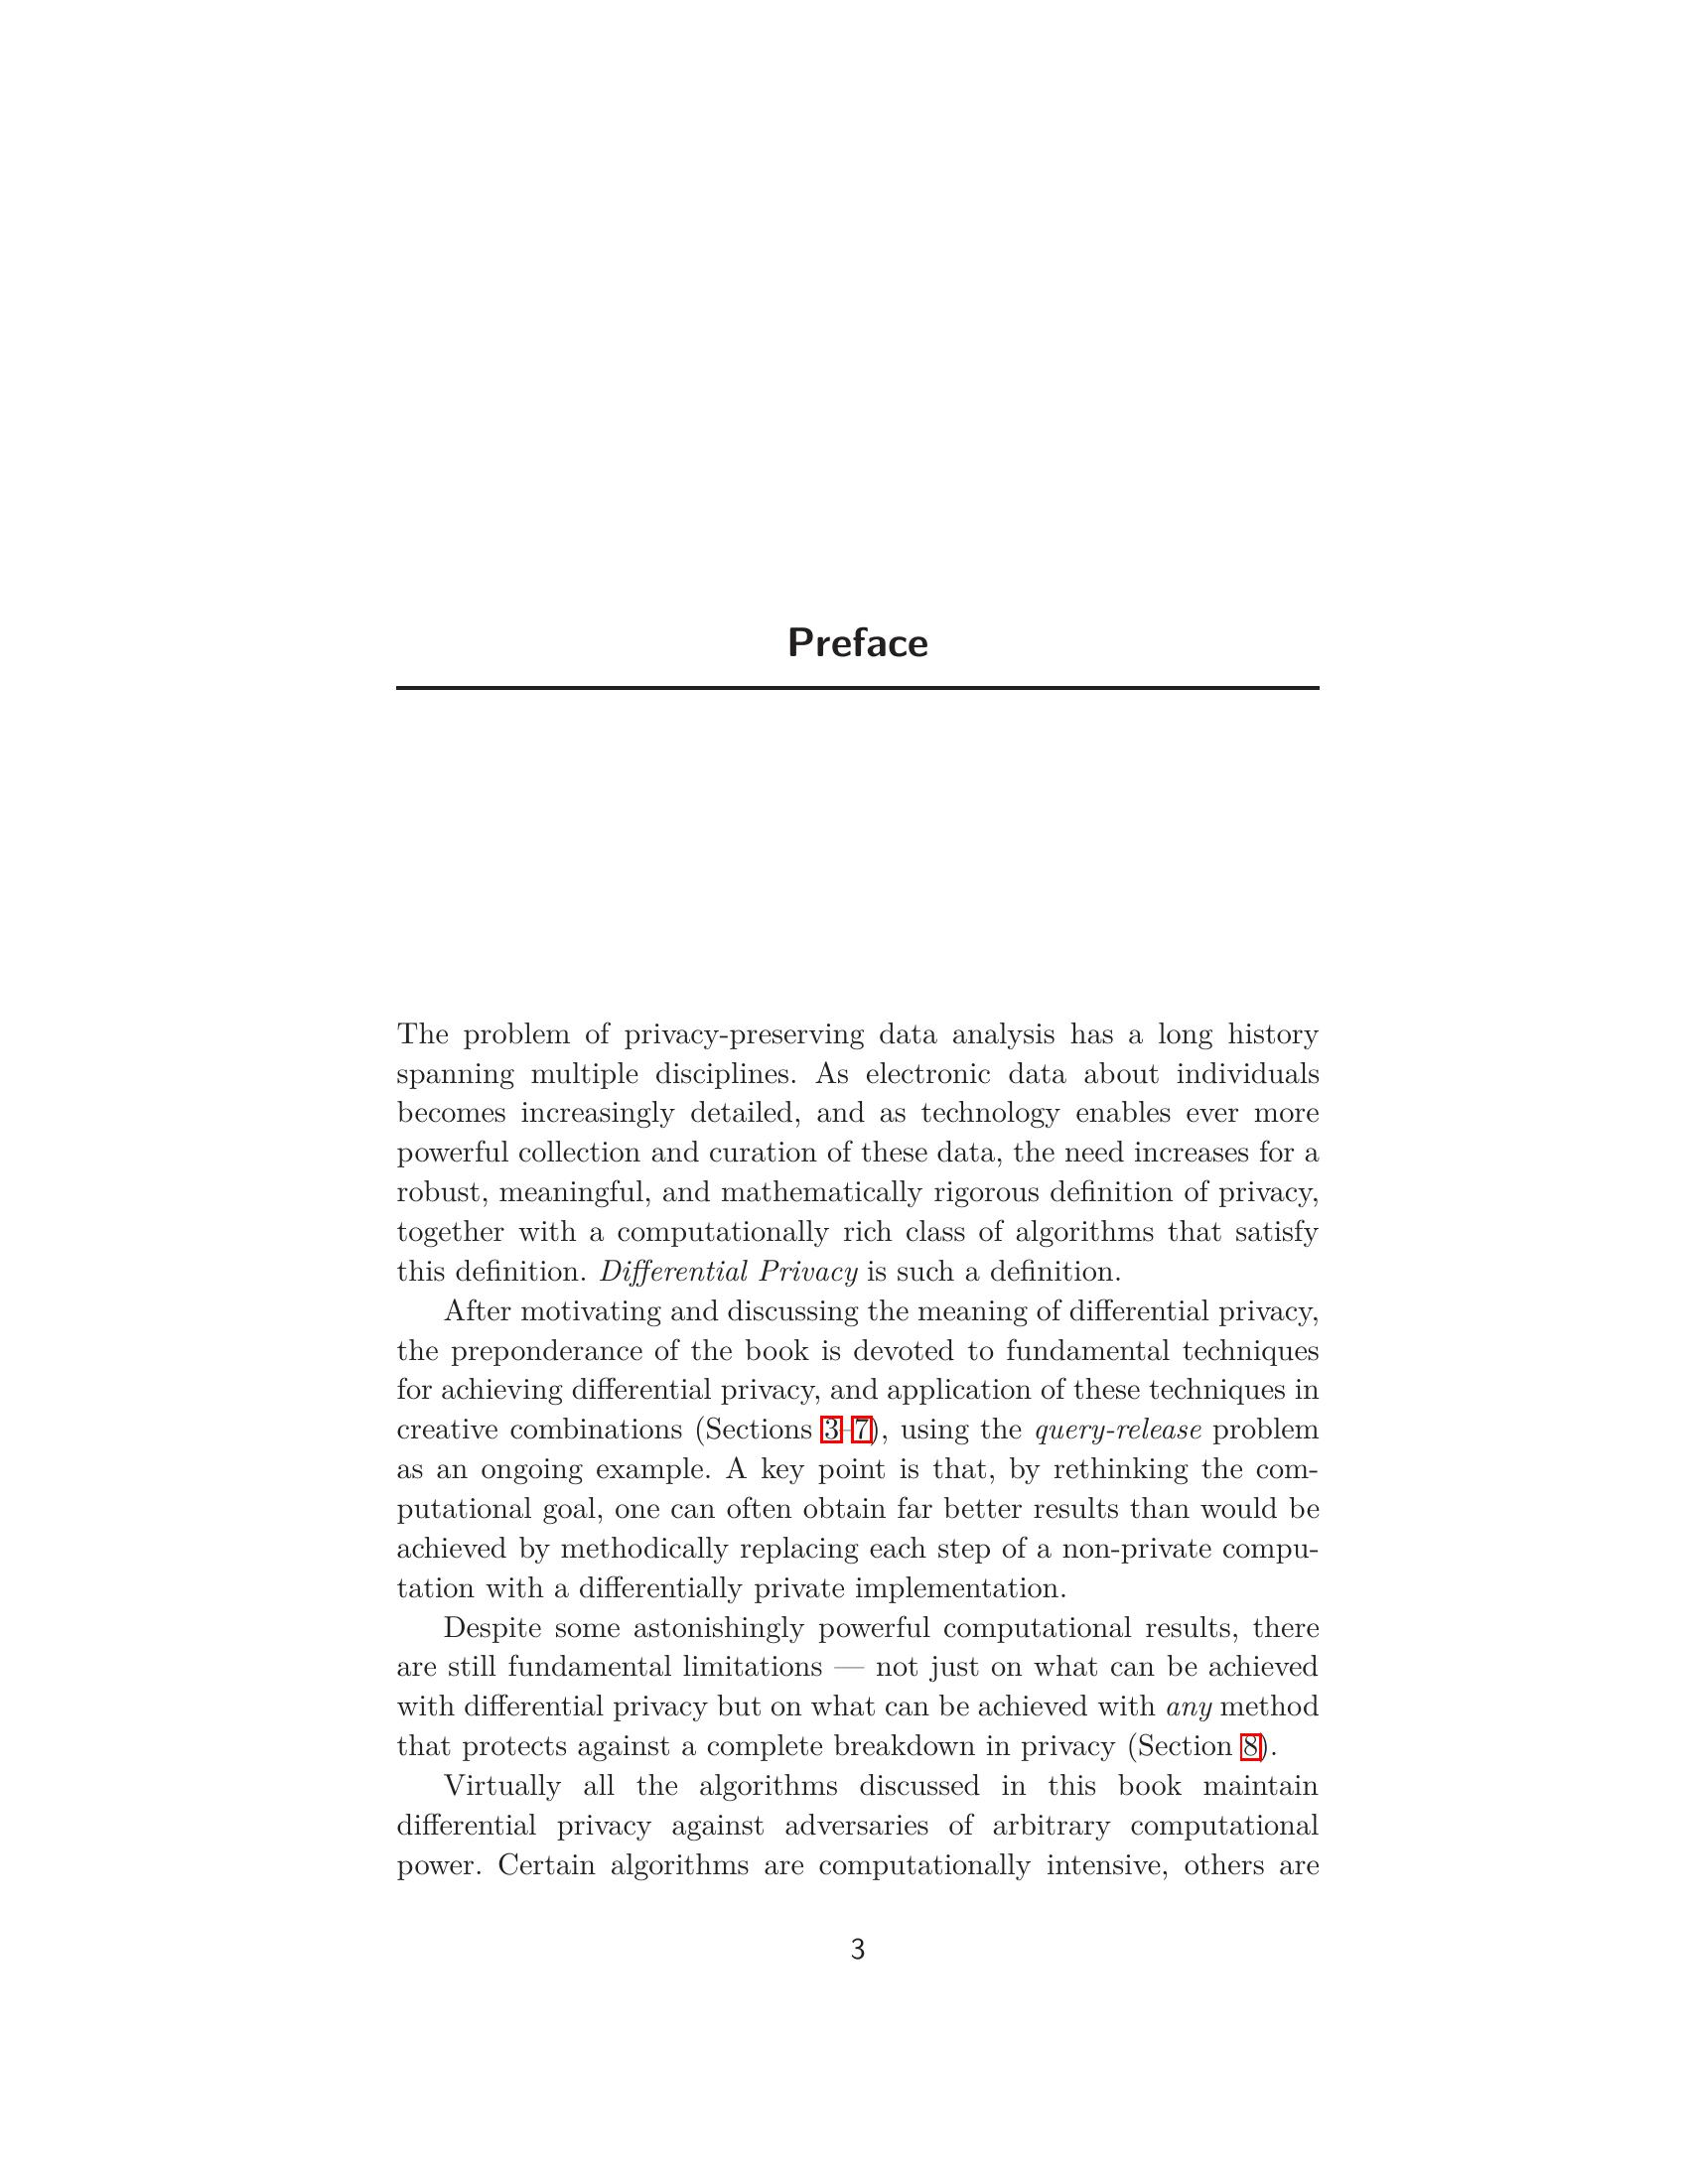 Preface
The problem of privacy-preserving data analysis has a long history
spanning multiple disciplines. As electronic data about individuals
becomes increasingly detailed, and as technology enables ever more
powerful collection and curation of these data, the need increases for a
robust, meaningful, and mathematically rigorous definition of privacy,
together with a computationally rich class of algorithms that satisfy
this definition. Differential Privacy is such a definition.
After motivating and discussing the meaning of differential privacy,
the preponderance of the book is devoted to fundamental techniques
for achieving differential privacy, and application of these techniques in
creative combinations (Sections 3–7), using the query-release problem
as an ongoing example. A key point is that, by rethinking the com-
putational goal, one can often obtain far better results than would be
achieved by methodically replacing each step of a non-private compu-
tation with a differentially private implementation.
Despite some astonishingly powerful computational results, there
are still fundamental limitations — not just on what can be achieved
with differential privacy but on what can be achieved with any method
that protects against a complete breakdown in privacy (Section 8).
Virtually all the algorithms discussed in this book maintain
differential privacy against adversaries of arbitrary computational
power. Certain algorithms are computationally intensive, others are
3